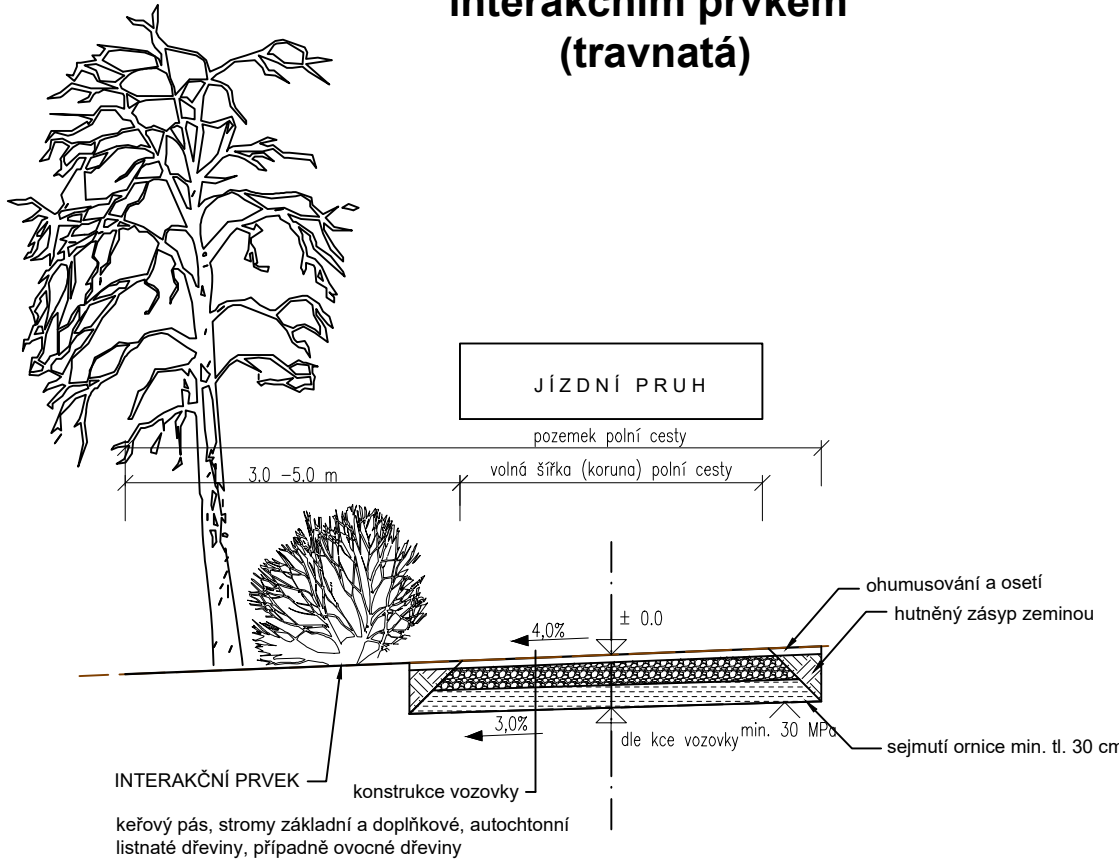 interakčním prvkem
(travnatá)
JÍZDNÍ PRUH
pozemek polní cesty
3.0 –5.0 m
volná šířka (koruna) polní cesty
ohumusování a osetí
± 0.0
hutněný zásyp zeminou
4,0%
3,0%
dle kce vozovky
min. 30 MPa
sejmutí ornice min. tl. 30 cm
INTERAKČNÍ PRVEK
konstrukce vozovky
keřový pás, stromy základní a doplňkové, autochtonní
listnaté dřeviny, případně ovocné dřeviny